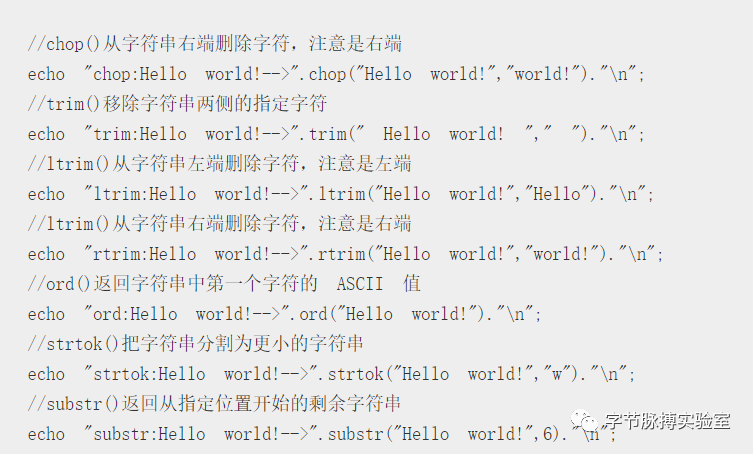 //chop()从字符串右端删除字符，注意是右端
echo  "chop:Hello  world!-->".chop("Hello  world!","world!")."\n";
//trim()移除字符串两侧的指定字符
echo  "trim:Hello  world!-->".trim("  Hello  world!  ","  ")."\n";
//ltrim()从字符串左端删除字符，注意是左端
echo  "ltrim:Hello  world!-->".ltrim("Hello  world!","Hello")."\n";
//ltrim()从字符串右端删除字符，注意是右端
echo  "rtrim:Hello  world!-->".rtrim("Hello  world!","world!")."\n";
//ord()返回字符串中第一个字符的  ASCII  值
echo  "ord:Hello  world!-->".ord("Hello  world!")."\n";
//strtok()把字符串分割为更小的字符串
echo  "strtok:Hello  world!-->".strtok("Hello  world!","w")."\n";
//substr()返回从指定位置开始的剩余字符串
echo  "substr:Hello  world!-->".substr("Hello  world!",6)."\n";
字节脉搏实验室